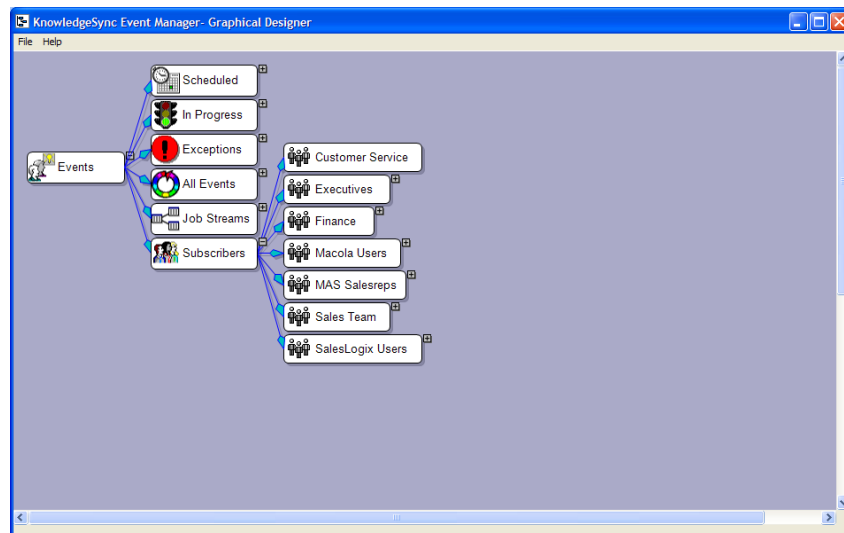 KnowledgeSync Event Manager- Graphical Designer
File Help
Scheduled
In Progress
Exceptions
Events
All Events
Job Streams
Subscribers
Customer Service
Executives
Finance
Macola Users
MAS Salesreps
Sales Team
SalesLogix Users